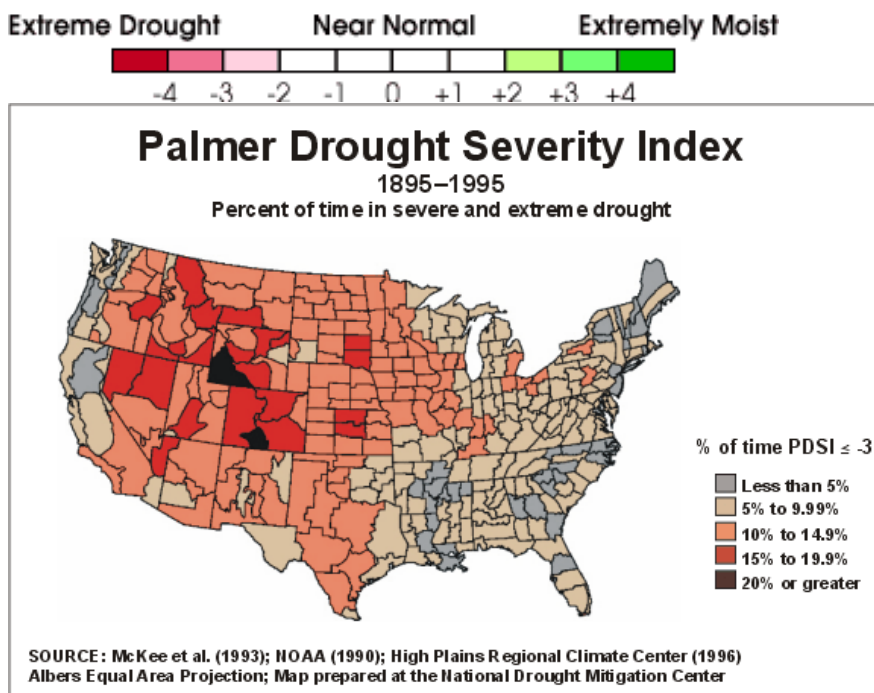 Extreme Drought Near Normal Extremely Moist
-4 -3 -2 -1 0 +1 +2 +3 +4
Palmer Drought Severity Index
1895–1995
Percent of time in severe and extreme drought
% of time PDSI ≤ -3
Less than 5%
5% to 9.99%
10% to 14.9%
15% to 19.9%
20% or greater
SOURCE: McKee et al. (1993); NOAA (1990); High Plains Regional Climate Center (1996)
Albers Equal Area Projection; Map prepared at the National Drought Mitigation Center